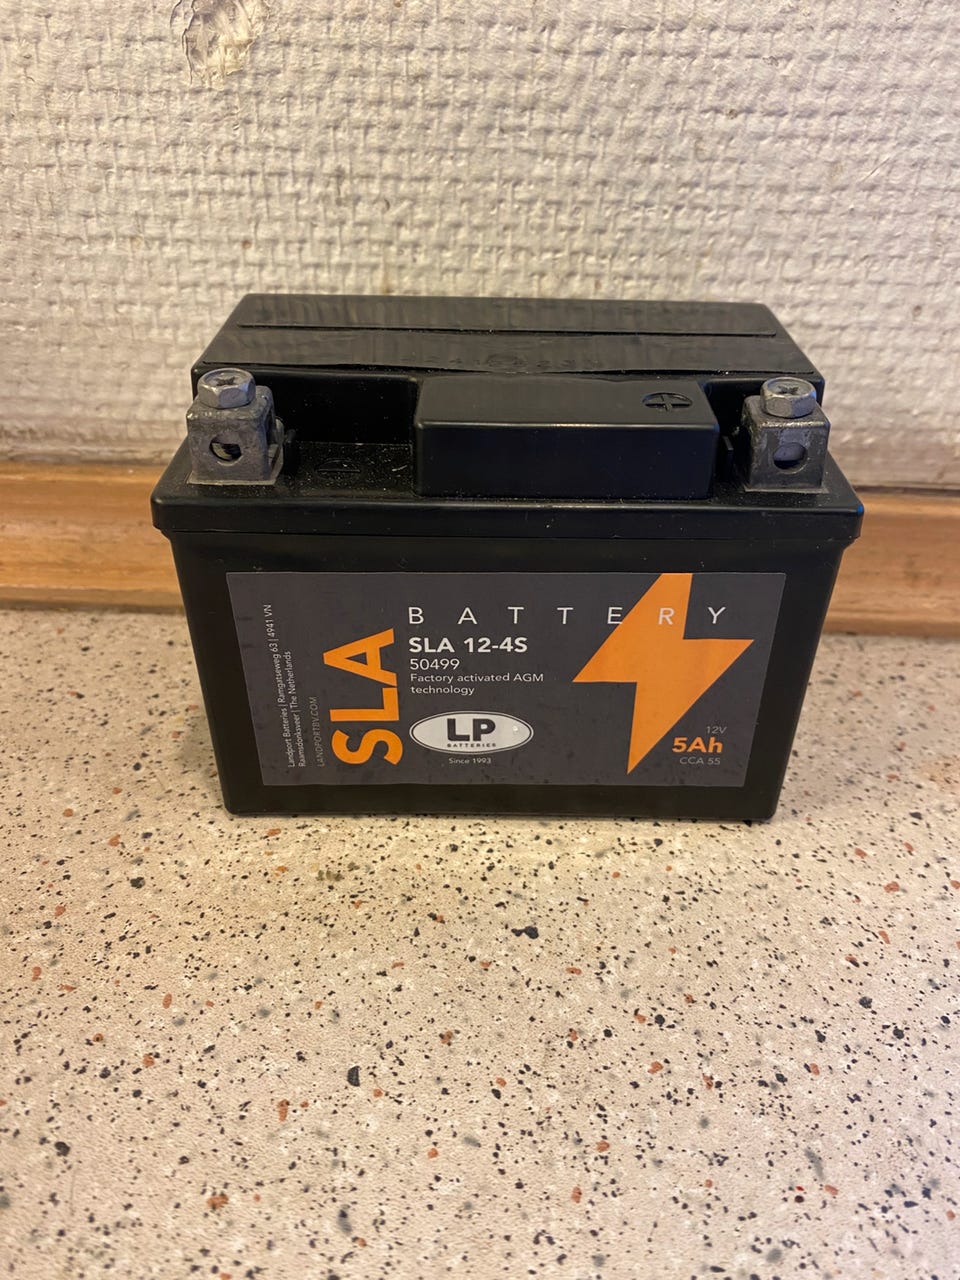 BATTERY
SLA 12-4S
50499
Factory activated AGM
technology
SLA
LP
BATTERIES
Since 1993
12V
5Ah
CCA 55
Landport Batteries | Ramgatseweg 63 | 4941 VN
Raamsdonksveer | The Netherlands
LANDPORTBV.COM